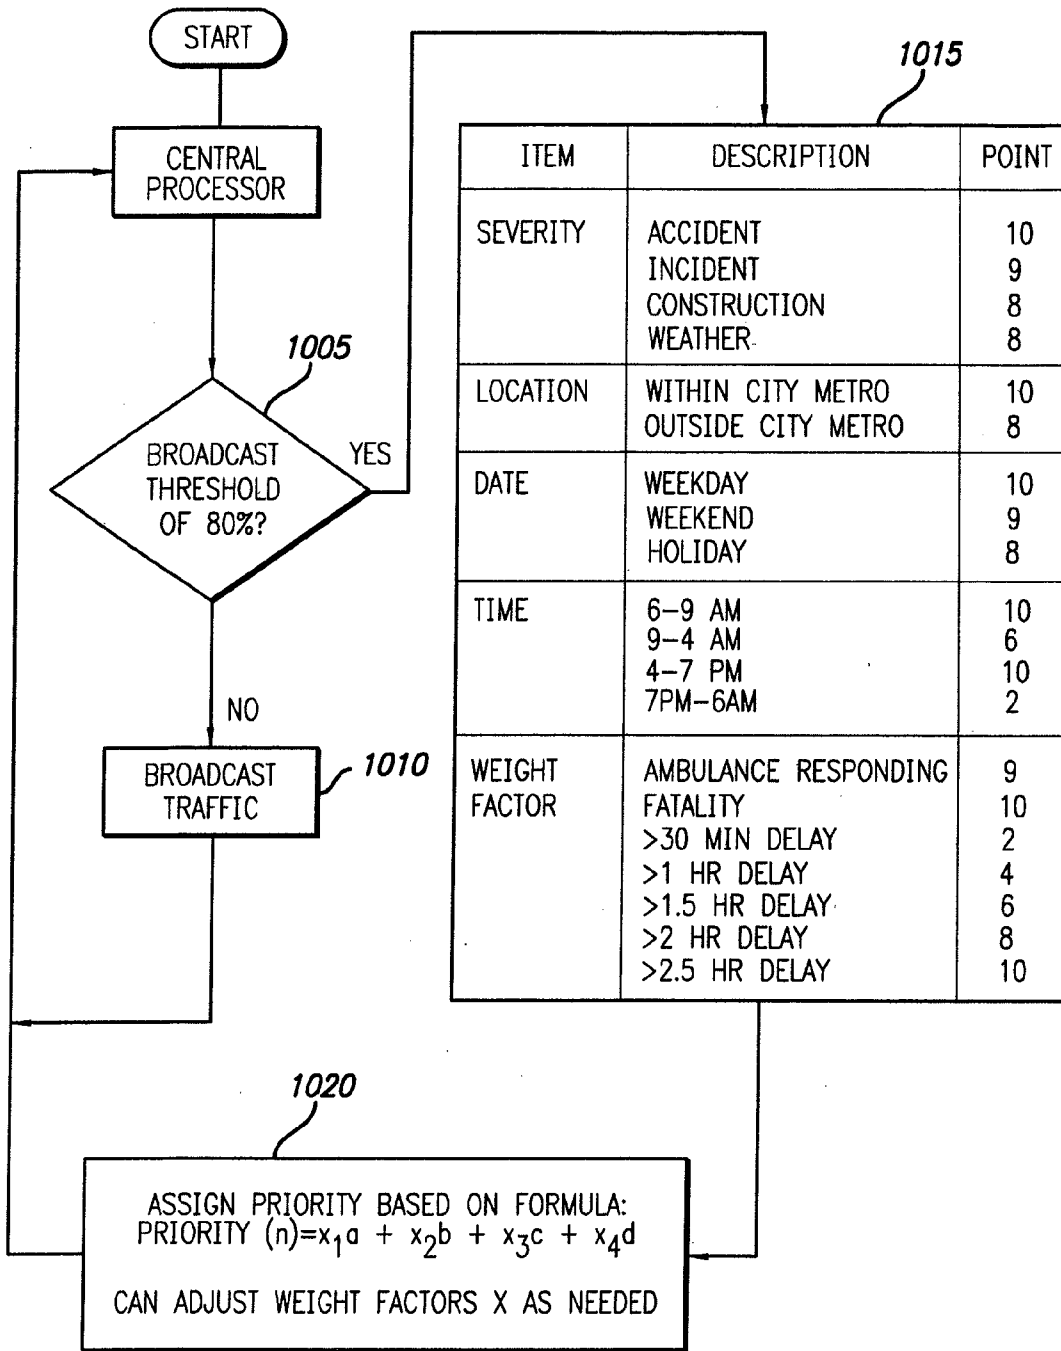 START
CENTRAL
PROCESSOR
1005
BROADCAST
THRESHOLD
OF 80%?
YES
NO
BROADCAST
TRAFFIC
1010
1015
ITEM DESCRIPTION POINT
SEVERITY ACCIDENT 10
INCIDENT 9
CONSTRUCTION 8
WEATHER 8
LOCATION WITHIN CITY METRO 10
OUTSIDE CITY METRO 8
DATE WEEKDAY 10
WEEKEND 9
HOLIDAY 8
TIME 6-9 AM 10
9-4 AM 6
4-7 PM 10
7PM-6AM 2
WEIGHT AMBULANCE RESPONDING 9
FACTOR FATALITY 10
>30 MIN DELAY 2
>1 HR DELAY 4
>1.5 HR DELAY 6
>2 HR DELAY 8
>2.5 HR DELAY 10
1020
ASSIGN PRIORITY BASED ON FORMULA:
PRIORITY (n)=x₁a + x₂b + x₃c + x₄d
CAN ADJUST WEIGHT FACTORS X AS NEEDED